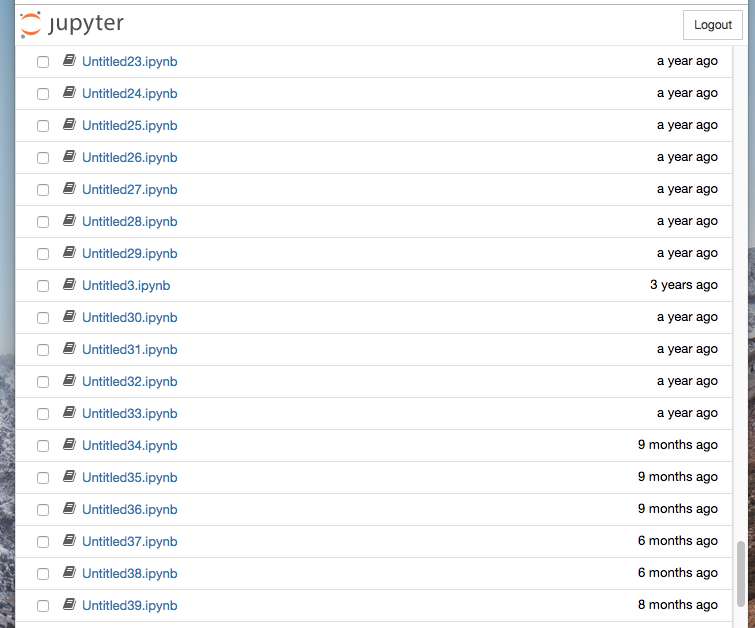 jupyter Logout
Untitled23.ipynb a year ago
Untitled24.ipynb a year ago
Untitled25.ipynb a year ago
Untitled26.ipynb a year ago
Untitled27.ipynb a year ago
Untitled28.ipynb a year ago
Untitled29.ipynb a year ago
Untitled3.ipynb 3 years ago
Untitled30.ipynb a year ago
Untitled31.ipynb a year ago
Untitled32.ipynb a year ago
Untitled33.ipynb a year ago
Untitled34.ipynb 9 months ago
Untitled35.ipynb 9 months ago
Untitled36.ipynb 9 months ago
Untitled37.ipynb 6 months ago
Untitled38.ipynb 6 months ago
Untitled39.ipynb 8 months ago